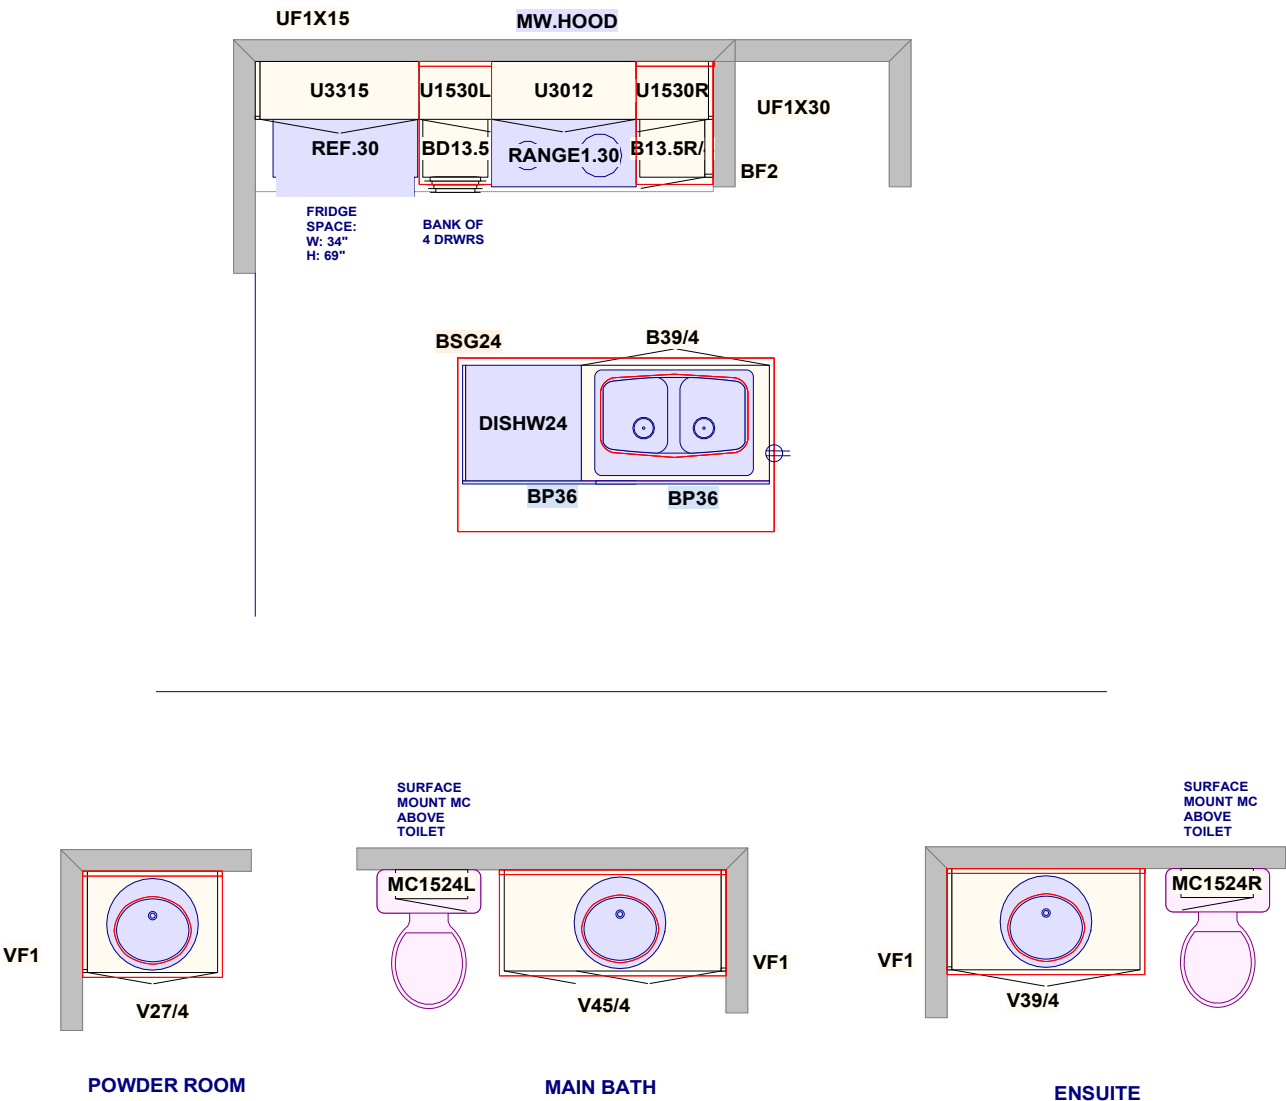 UF1X15
MW.HOOD
U3315
U1530L
U3012
U1530R
UF1X30
REF.30
BD13.5
RANGE1.30
B13.5R/
BF2
FRIDGE
SPACE:
W: 34"
H: 69"
BANK OF
4 DRWRS
BSG24
B39/4
DISHW24
BP36
BP36
SURFACE
MOUNT MC
ABOVE
TOILET
SURFACE
MOUNT MC
ABOVE
TOILET
MC1524L
MC1524R
VF1
VF1
VF1
V27/4
V45/4
V39/4
POWDER ROOM
MAIN BATH
ENSUITE